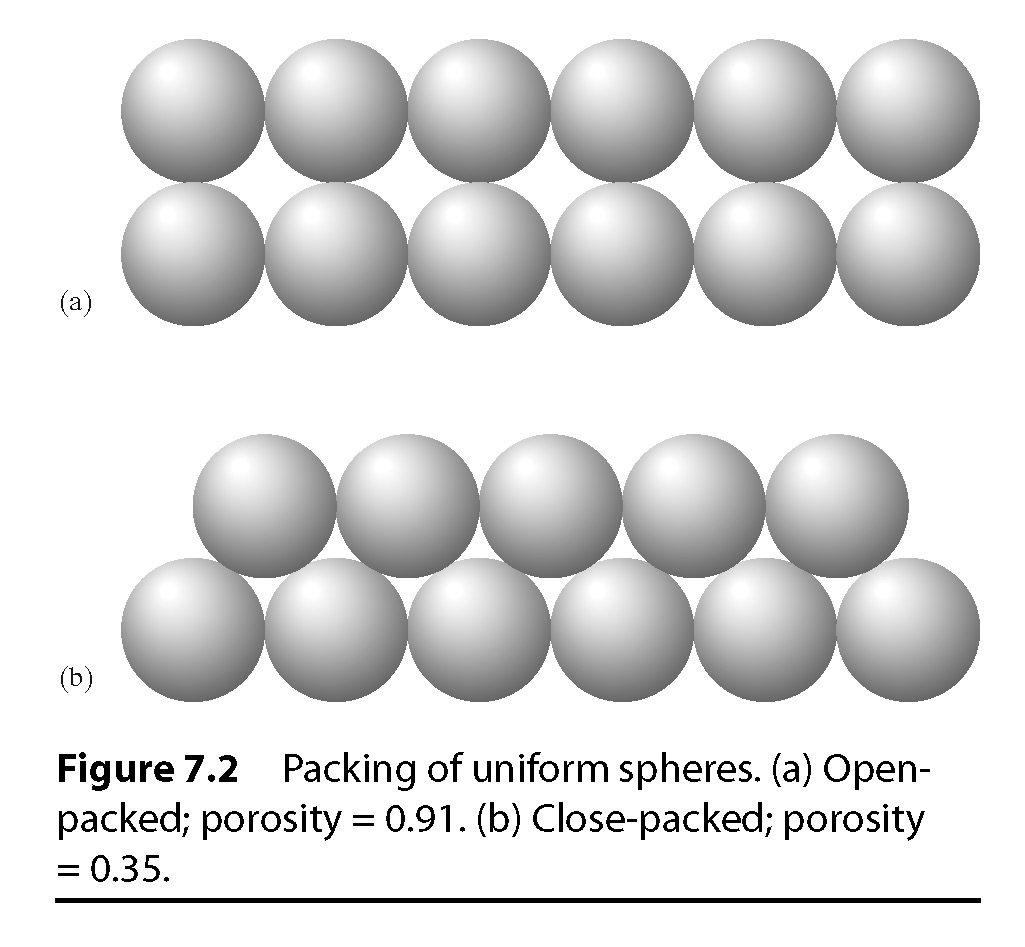 (a)
(b)
Figure 7.2 Packing of uniform spheres. (a) Open-
packed; porosity = 0.91. (b) Close-packed; porosity
= 0.35.